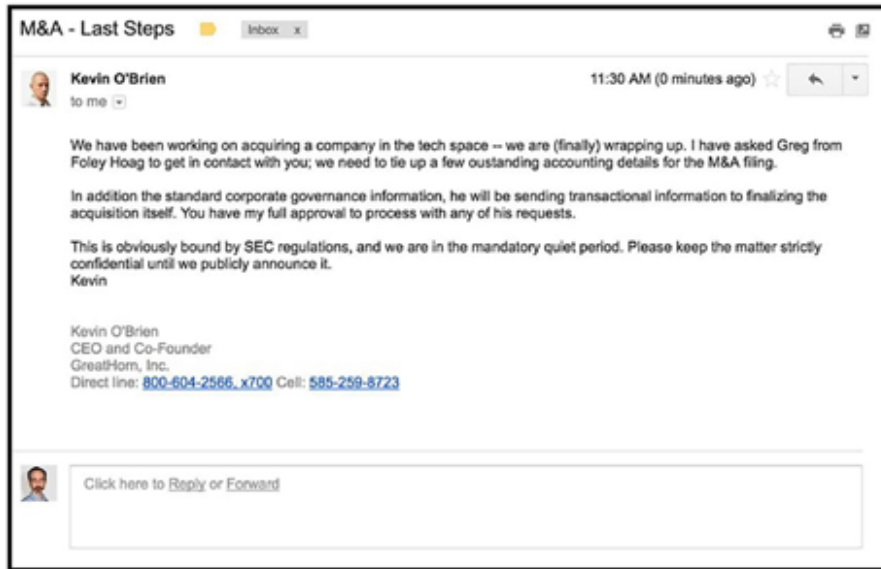 M&A - Last Steps
Inbox x
Kevin O'Brien
11:30 AM (0 minutes ago)
to me
We have been working on acquiring a company in the tech space -- we are (finally) wrapping up. I have asked Greg from
Foley Hoag to get in contact with you; we need to tie up a few oustanding accounting details for the M&A filing.
In addition the standard corporate governance information, he will be sending transactional information to finalizing the
acquisition itself. You have my full approval to process with any of his requests.
This is obviously bound by SEC regulations, and we are in the mandatory quiet period. Please keep the matter strictly
confidential until we publicly announce it.
Kevin
Kevin O'Brien
CEO and Co-Founder
GreatHorn, Inc.
Direct line: 800-604-2566, x700 Cell: 585-259-8723
Click here to Reply or Forward